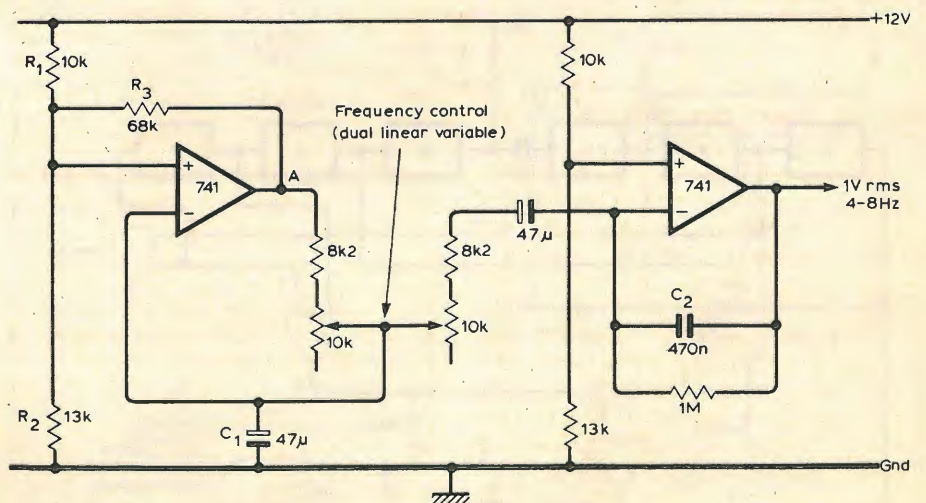 +12V
R1 10k
10k
R3
68k
Frequency control
(dual linear variable)
+
741
−
A
+
741
−
1V rms
4–8Hz
47μ
8k2
8k2
10k
10k
C2
470n
1M
R2 13k
C1 47μ
13k
Gnd